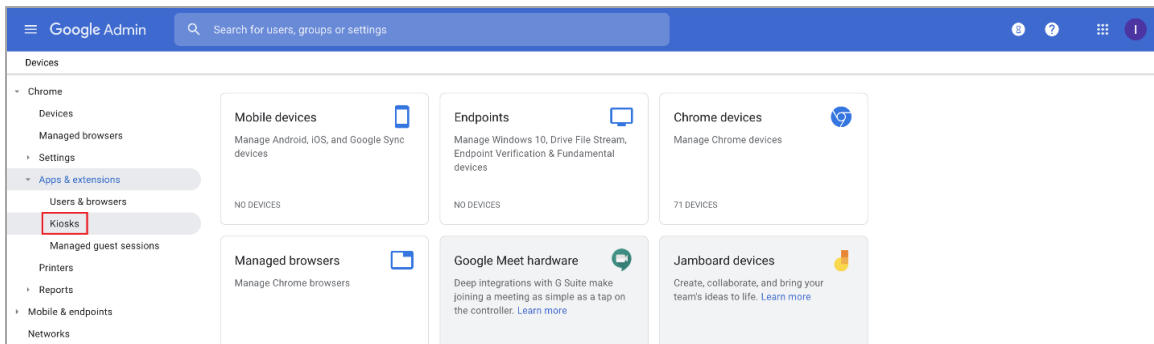 Google Admin
Search for users, groups or settings
8
?
I
Devices
Chrome
Devices
Managed browsers
Settings
Apps & extensions
Users & browsers
Kiosks
Managed guest sessions
Printers
Reports
Mobile & endpoints
Networks
Mobile devices
Manage Android, iOS, and Google Sync
devices
NO DEVICES
Endpoints
Manage Windows 10, Drive File Stream,
Endpoint Verification & Fundamental
devices
NO DEVICES
Chrome devices
Manage Chrome devices
71 DEVICES
Managed browsers
Manage Chrome browsers
Google Meet hardware
Deep integrations with G Suite make
joining a meeting as simple as a tap on
the controller. Learn more
Jamboard devices
Create, collaborate, and bring your
team's ideas to life. Learn more